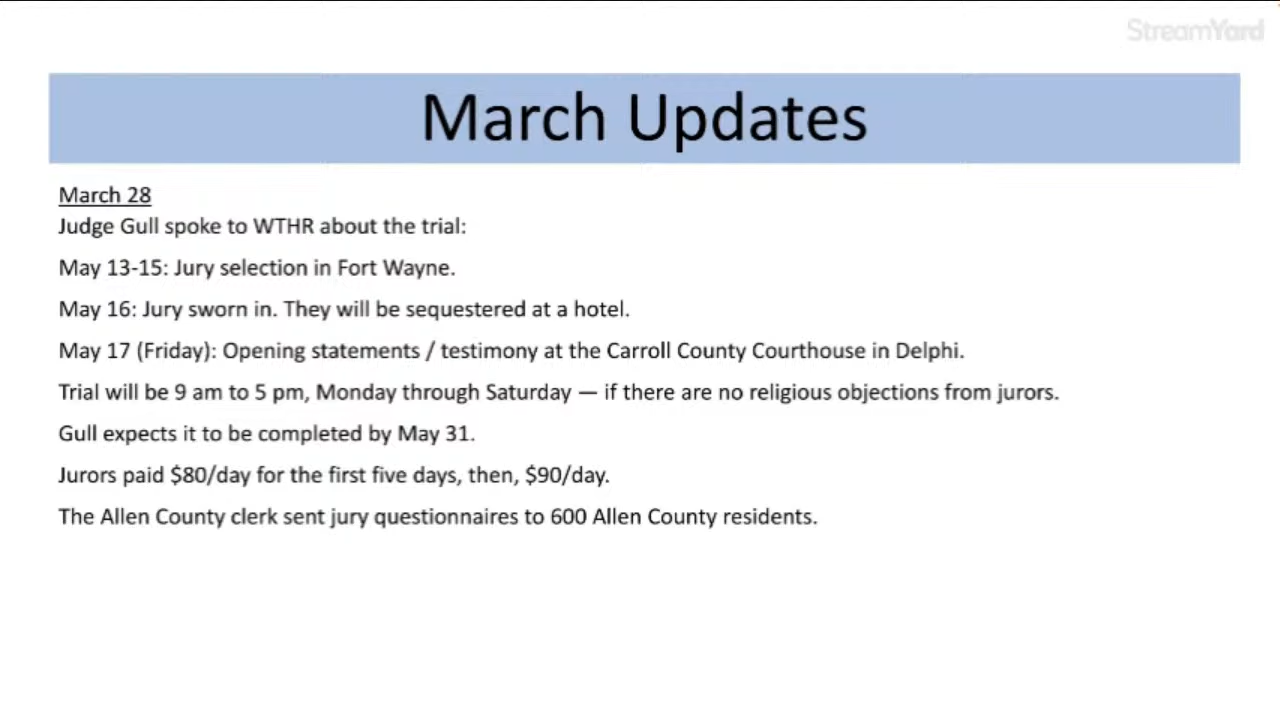 StreamYard
March Updates
March 28
Judge Gull spoke to WTHR about the trial:
May 13-15: Jury selection in Fort Wayne.
May 16: Jury sworn in. They will be sequestered at a hotel.
May 17 (Friday): Opening statements / testimony at the Carroll County Courthouse in Delphi.
Trial will be 9 am to 5 pm, Monday through Saturday — if there are no religious objections from jurors.
Gull expects it to be completed by May 31.
Jurors paid $80/day for the first five days, then, $90/day.
The Allen County clerk sent jury questionnaires to 600 Allen County residents.